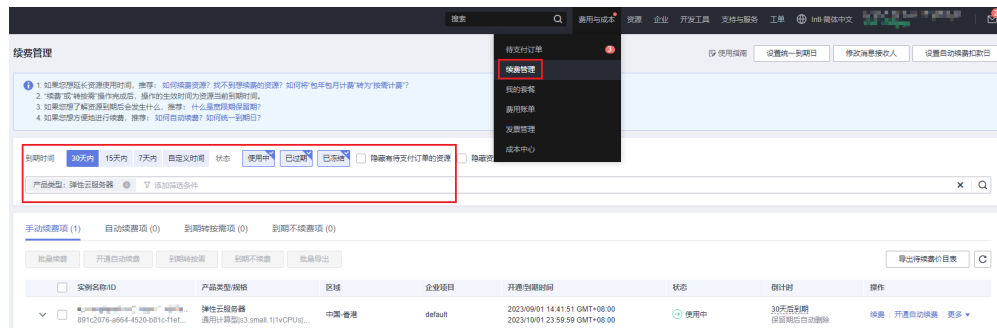 搜索 费用与成本 资源 企业 开发工具 支持与服务 工单 Intl-简体中文
续费管理
使用指南 设置统一到期日 修改消息接收人 设置自动续费扣款日
待支付订单 3
续费管理
我的套餐
费用账单
发票管理
成本中心
1. 如果您想延长资源使用时间，推荐： 如何续费资源？找不到想续费的资源？如何将“包年包月计费”转为“按需计费”？
2. “续费”或“转按需”操作完成后，操作的生效时间为资源当前到期时间。
3. 如果您想了解资源到期后会发生什么，推荐： 什么是宽限期保留期？
4. 如果您想方便地进行续费，推荐： 如何自动续费？如何统一到期日？
到期时间 30天内 15天内 7天内 自定义时间 状态 使用中 已过期 已冻结 隐藏有待支付订单的资源 隐藏资
产品类型：弹性云服务器 添加筛选条件
手动续费项 (1) 自动续费项 (0) 到期转按需项 (0) 到期不续费项 (0)
批量续费 开通自动续费 到期转按需 到期不续费 批量导出 导出待续费价目表
实例名称/ID 产品类型/规格 区域 企业项目 开通/到期时间 状态 倒计时 操作
弹性云服务器 中国-香港 default 2023/09/01 14:41:51 GMT+08:00 使用中 30天后到期 续费 开通自动续费 更多
891c2076-a664-4520-b81c-f1ef... 通用计算型|s3.small.1|1vCPUs|... 2023/10/01 23:59:59 GMT+08:00 保留期后自动删除